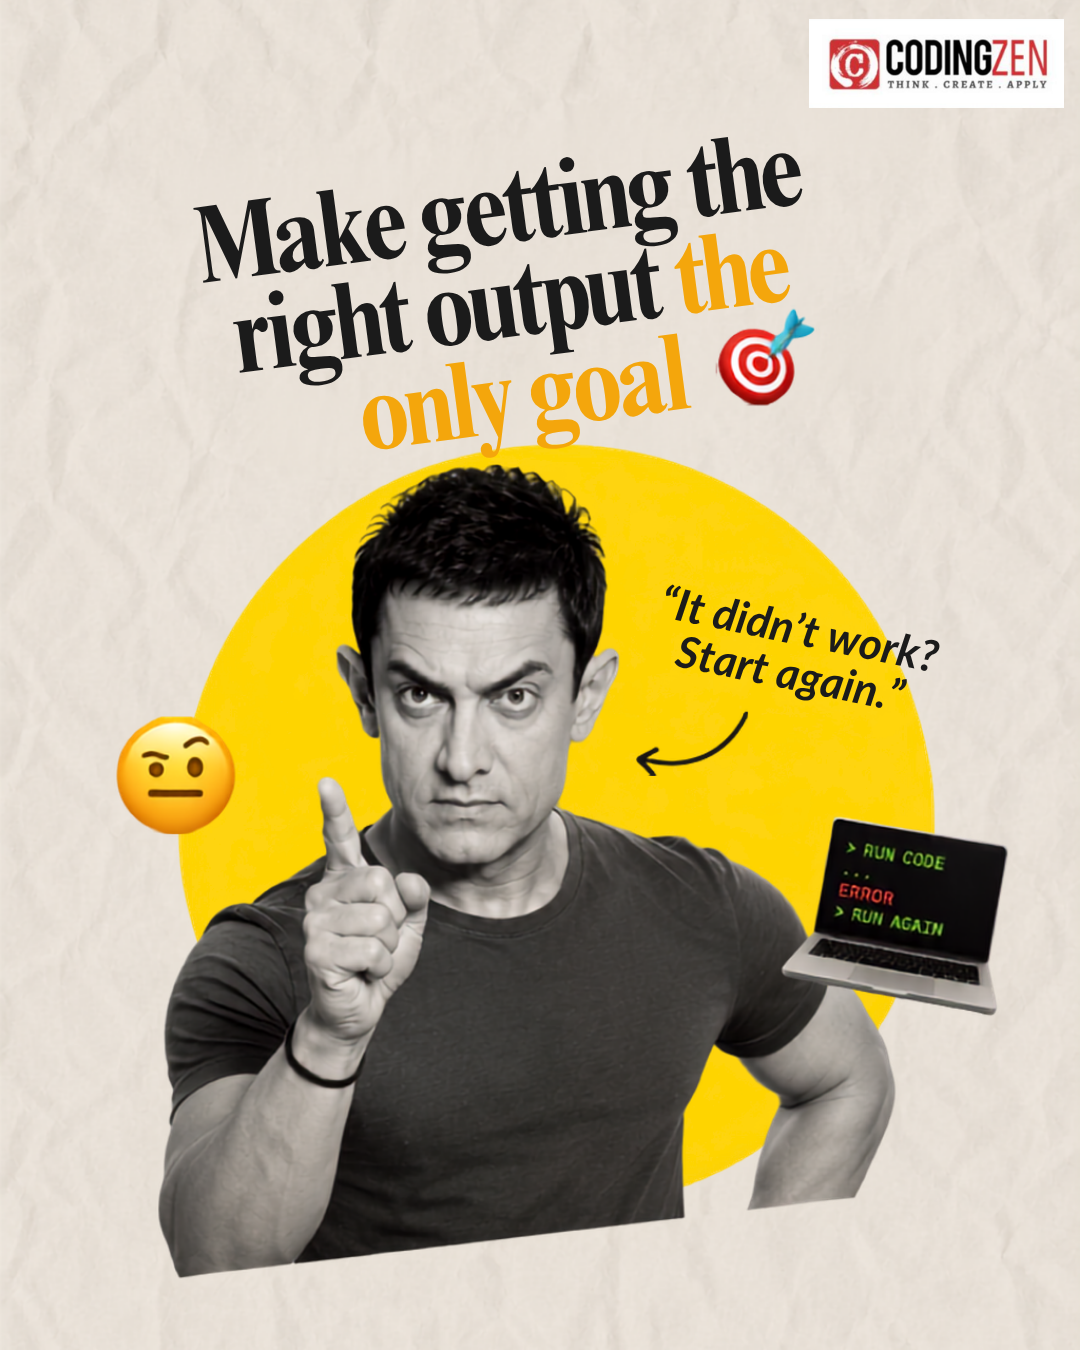 CODINGZEN
THINK . CREATE . APPLY
Make getting the
right output the
only goal
“It didn’t work?
Start again.”
> RUN CODE
...
ERROR
> RUN AGAIN